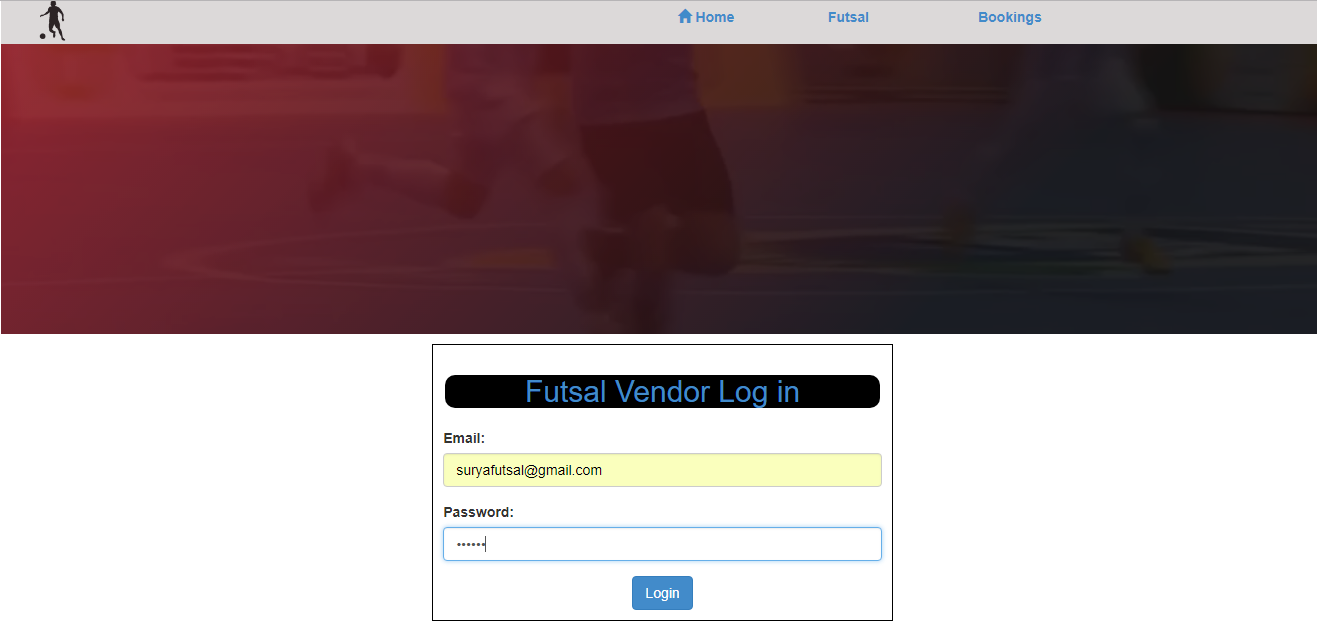 Home Futsal Bookings
Futsal Vendor Log in
Email:
suryafutsal@gmail.com
Password:
••••••
Login